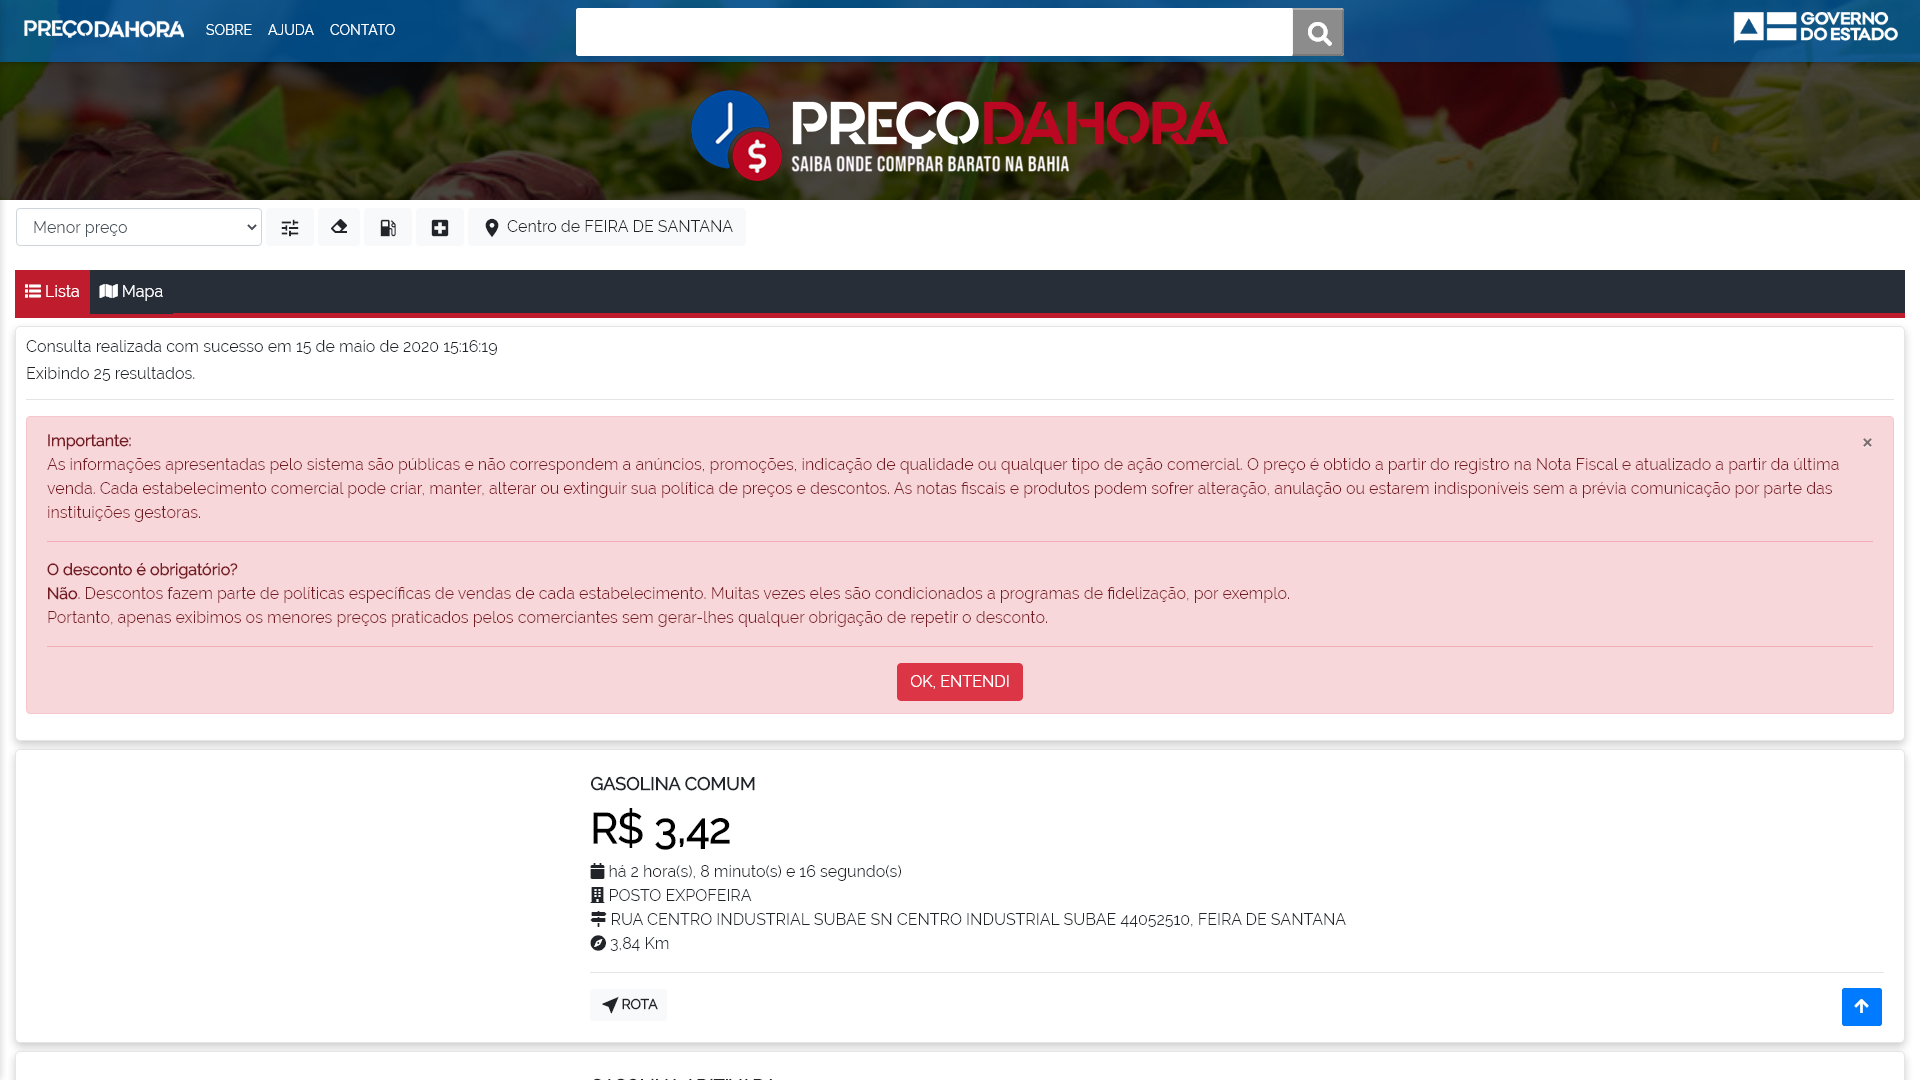 PREÇODAHORA SOBRE AJUDA CONTATO
GOVERNO
DO ESTADO
PREÇODAHORA
SAIBA ONDE COMPRAR BARATO NA BAHIA
Menor preço
Centro de FEIRA DE SANTANA
Lista Mapa
Consulta realizada com sucesso em 15 de maio de 2020 15:16:19
Exibindo 25 resultados.
Importante:
×
As informações apresentadas pelo sistema são públicas e não correspondem a anúncios, promoções, indicação de qualidade ou qualquer tipo de ação comercial. O preço é obtido a partir do registro na Nota Fiscal e atualizado a partir da última
venda. Cada estabelecimento comercial pode criar, manter, alterar ou extinguir sua política de preços e descontos. As notas fiscais e produtos podem sofrer alteração, anulação ou estarem indisponíveis sem a prévia comunicação por parte das
instituições gestoras.
O desconto é obrigatório?
Não. Descontos fazem parte de políticas específicas de vendas de cada estabelecimento. Muitas vezes eles são condicionados a programas de fidelização, por exemplo.
Portanto, apenas exibimos os menores preços praticados pelos comerciantes sem gerar-lhes qualquer obrigação de repetir o desconto.
OK, ENTENDI
GASOLINA COMUM
R$ 3,42
há 2 hora(s), 8 minuto(s) e 16 segundo(s)
POSTO EXPOFEIRA
RUA CENTRO INDUSTRIAL SUBAE SN CENTRO INDUSTRIAL SUBAE 44052510, FEIRA DE SANTANA
3,84 Km
ROTA